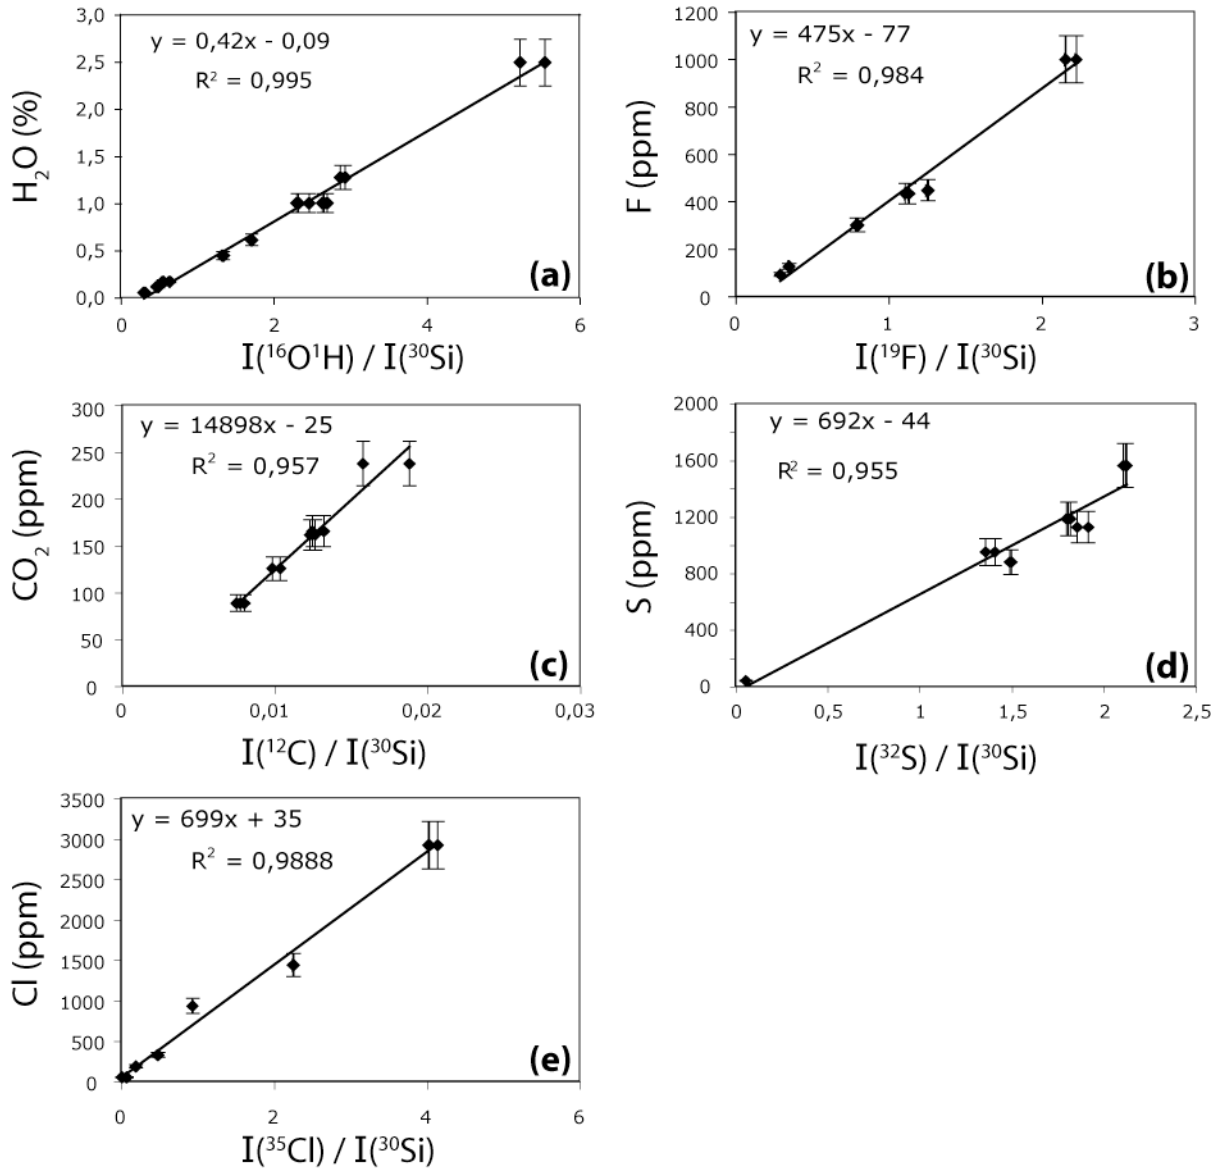 y = 0,42x - 0,09
R² = 0,995
3,0
2,5
2,0
1,5
1,0
0,5
0,0
H₂O (%)
(a)
0 2 4 6
I(¹⁶O¹H) / I(³⁰Si)
y = 475x - 77
R² = 0,984
1200
1000
800
600
400
200
0
F (ppm)
(b)
0 1 2 3
I(¹⁹F) / I(³⁰Si)
y = 14898x - 25
R² = 0,957
300
250
200
150
100
50
0
CO₂ (ppm)
(c)
0 0,01 0,02 0,03
I(¹²C) / I(³⁰Si)
y = 692x - 44
R² = 0,955
2000
1600
1200
800
400
0
S (ppm)
(d)
0 0,5 1 1,5 2 2,5
I(³²S) / I(³⁰Si)
y = 699x + 35
R² = 0,9888
3500
3000
2500
2000
1500
1000
500
0
Cl (ppm)
(e)
0 2 4 6
I(³⁵Cl) / I(³⁰Si)